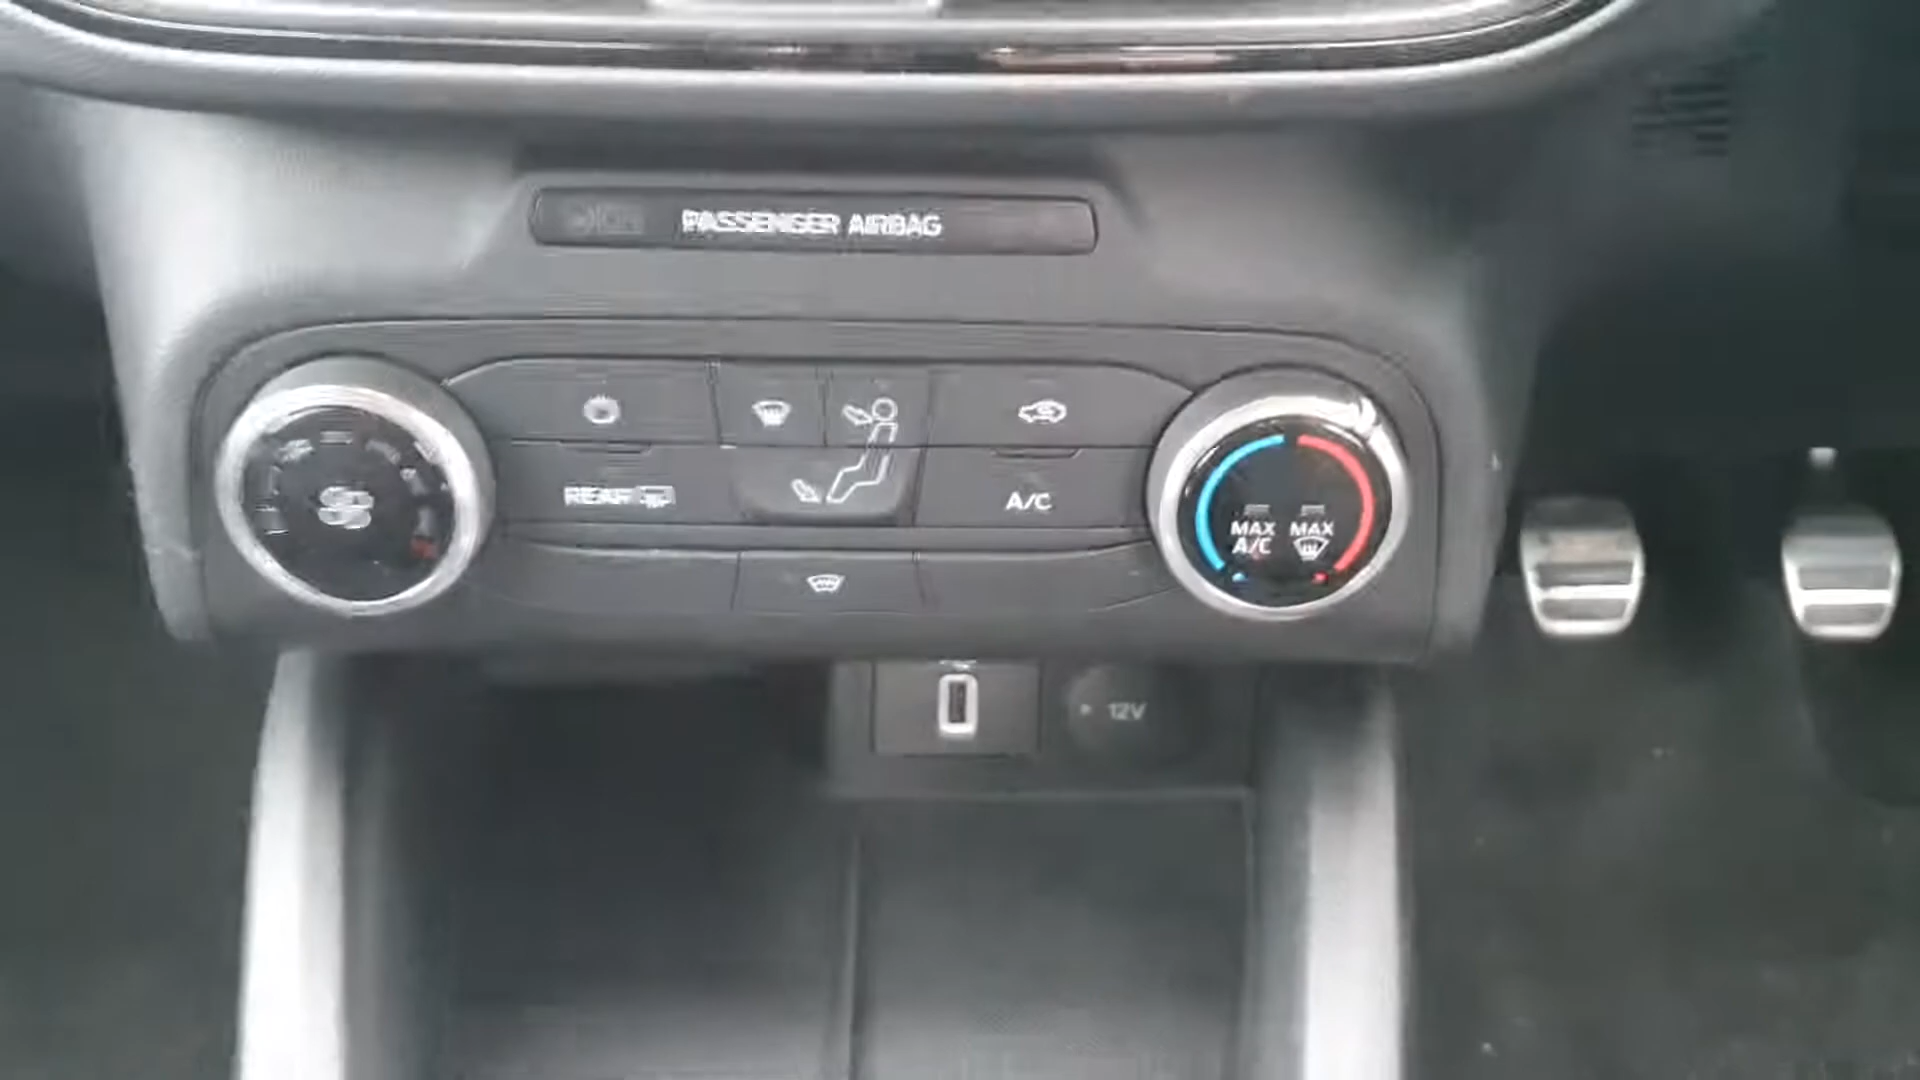 PASSENGER AIRBAG
REAR
A/C
MAX MAX
A/C
12V